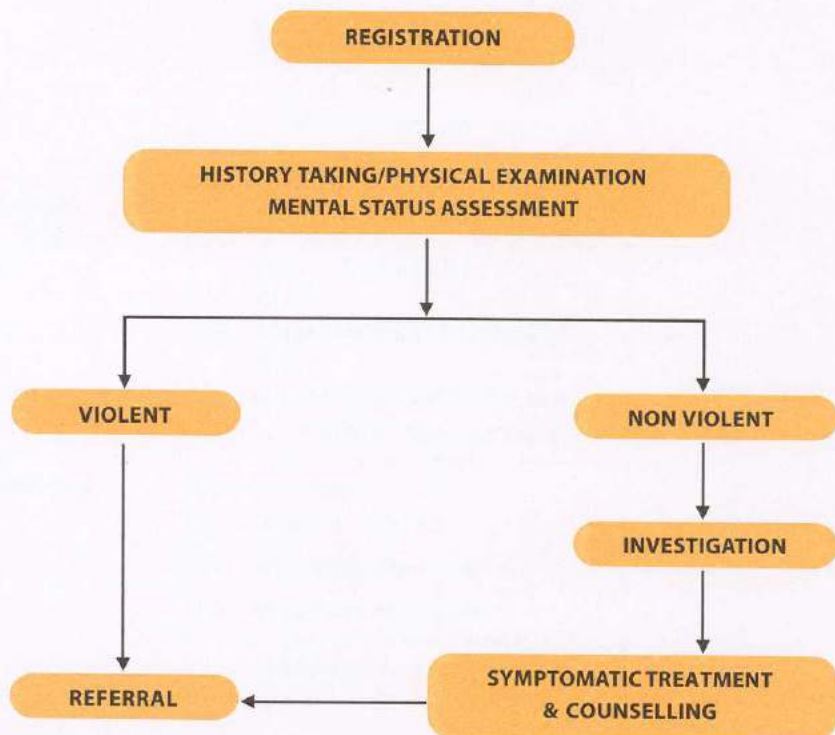 REGISTRATION
HISTORY TAKING/PHYSICAL EXAMINATION
MENTAL STATUS ASSESSMENT
VIOLENT
NON VIOLENT
INVESTIGATION
REFERRAL
SYMPTOMATIC TREATMENT
& COUNSELLING